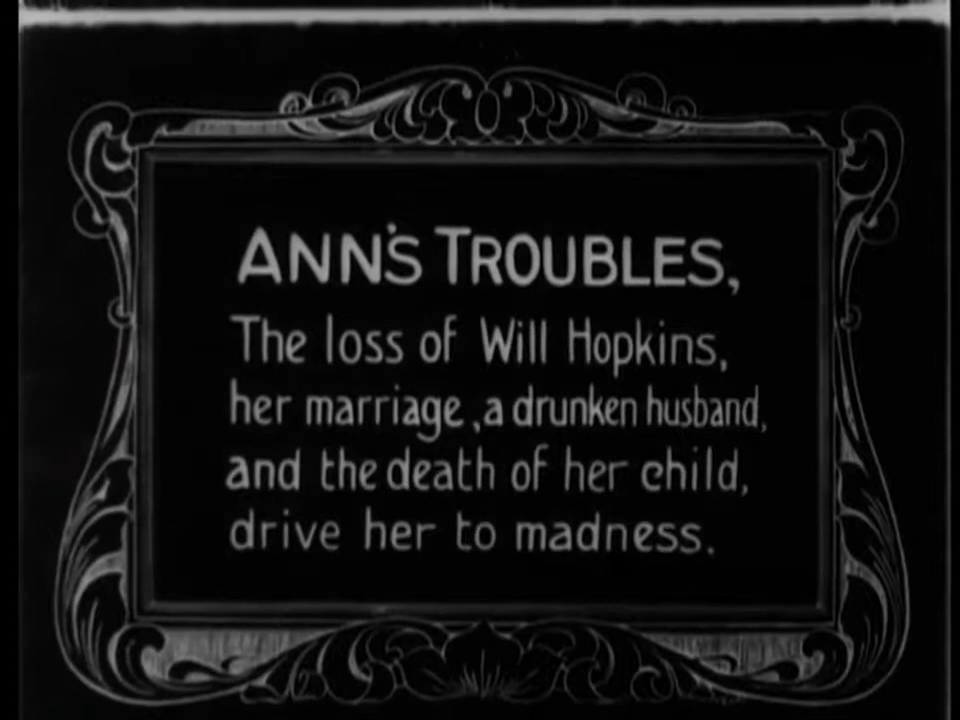 ANN'S TROUBLES,
The loss of Will Hopkins,
her marriage, a drunken husband,
and the death of her child,
drive her to madness.